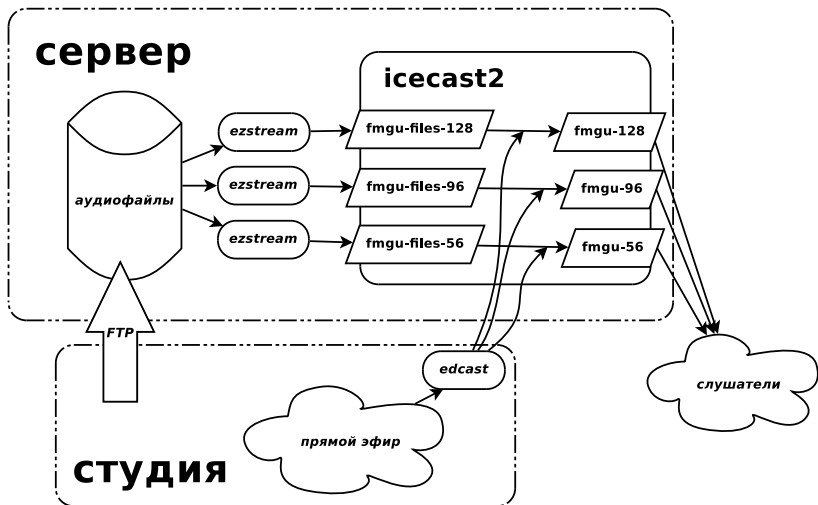 сервер
icecast2
аудиофайлы
ezstream
ezstream
ezstream
fmgu-files-128
fmgu-files-96
fmgu-files-56
fmgu-128
fmgu-96
fmgu-56
FTP
edcast
прямой эфир
студия
слушатели